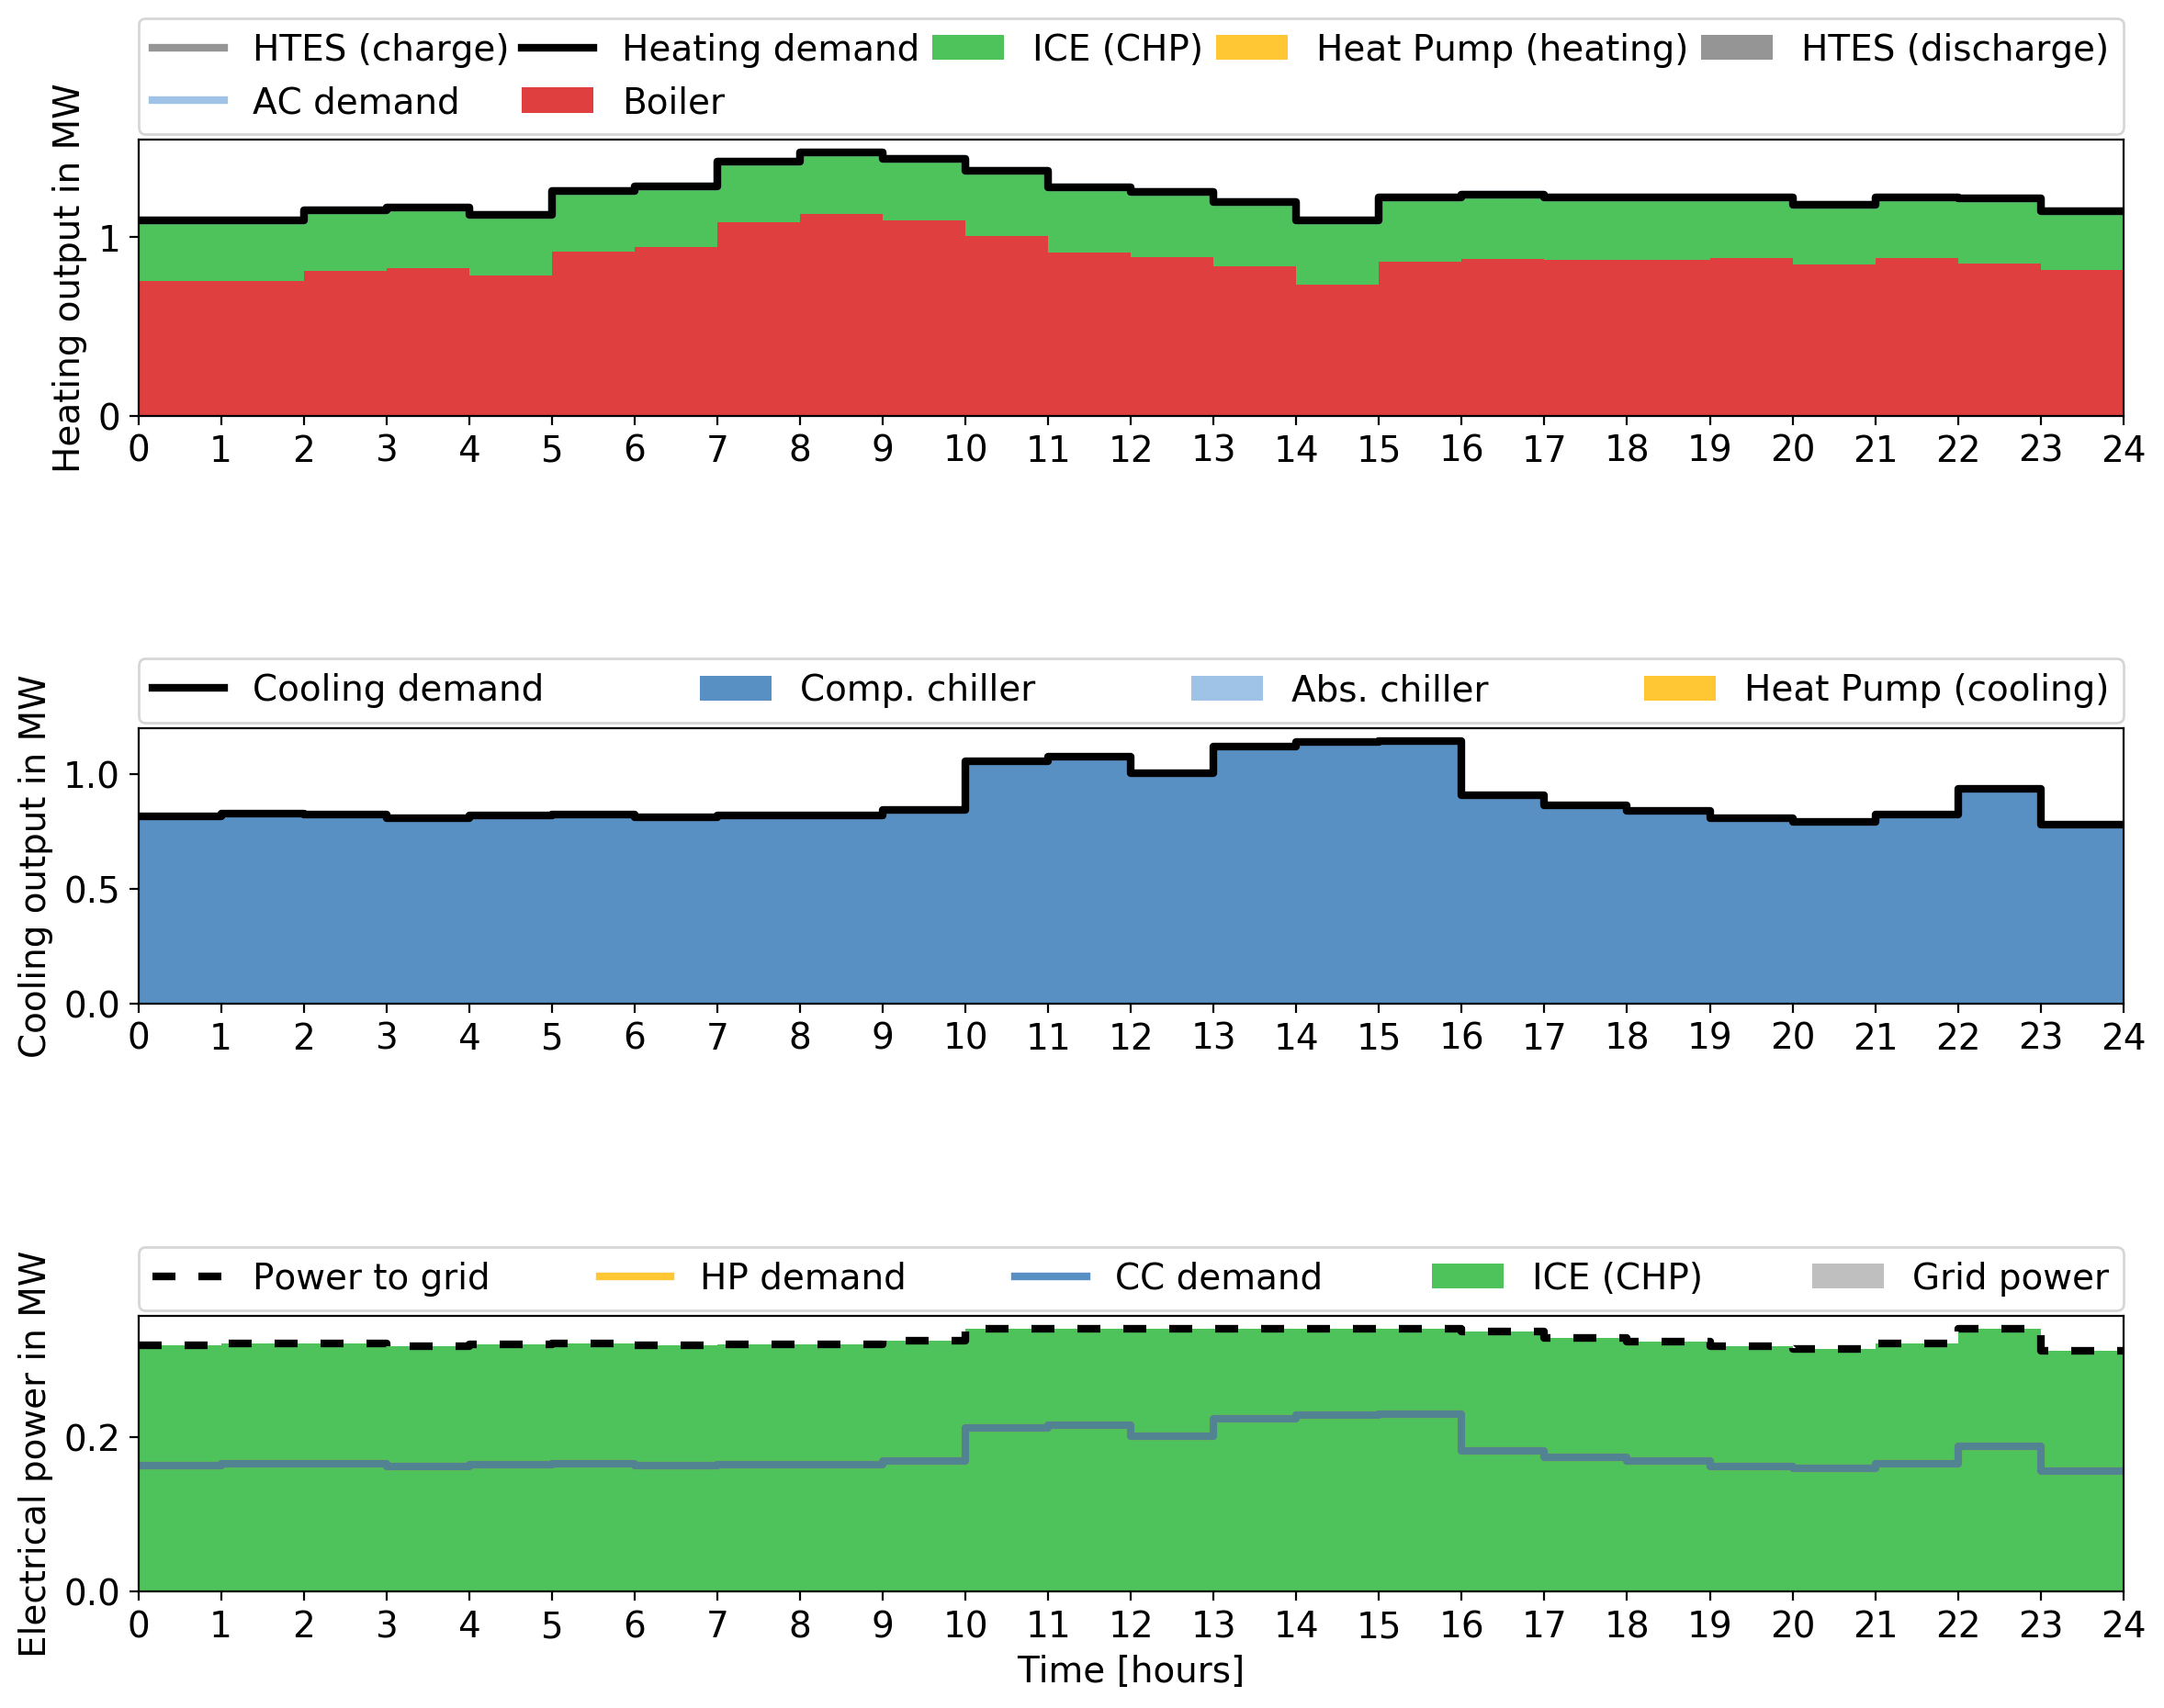 HTES (charge) Heating demand ICE (CHP) Heat Pump (heating) HTES (discharge)
AC demand Boiler
Heating output in MW
1
0
0 1 2 3 4 5 6 7 8 9 10 11 12 13 14 15 16 17 18 19 20 21 22 23 24
Cooling demand Comp. chiller Abs. chiller Heat Pump (cooling)
Cooling output in MW
1.0
0.5
0.0
0 1 2 3 4 5 6 7 8 9 10 11 12 13 14 15 16 17 18 19 20 21 22 23 24
Power to grid HP demand CC demand ICE (CHP) Grid power
Electrical power in MW
0.2
0.0
0 1 2 3 4 5 6 7 8 9 10 11 12 13 14 15 16 17 18 19 20 21 22 23 24
Time [hours]